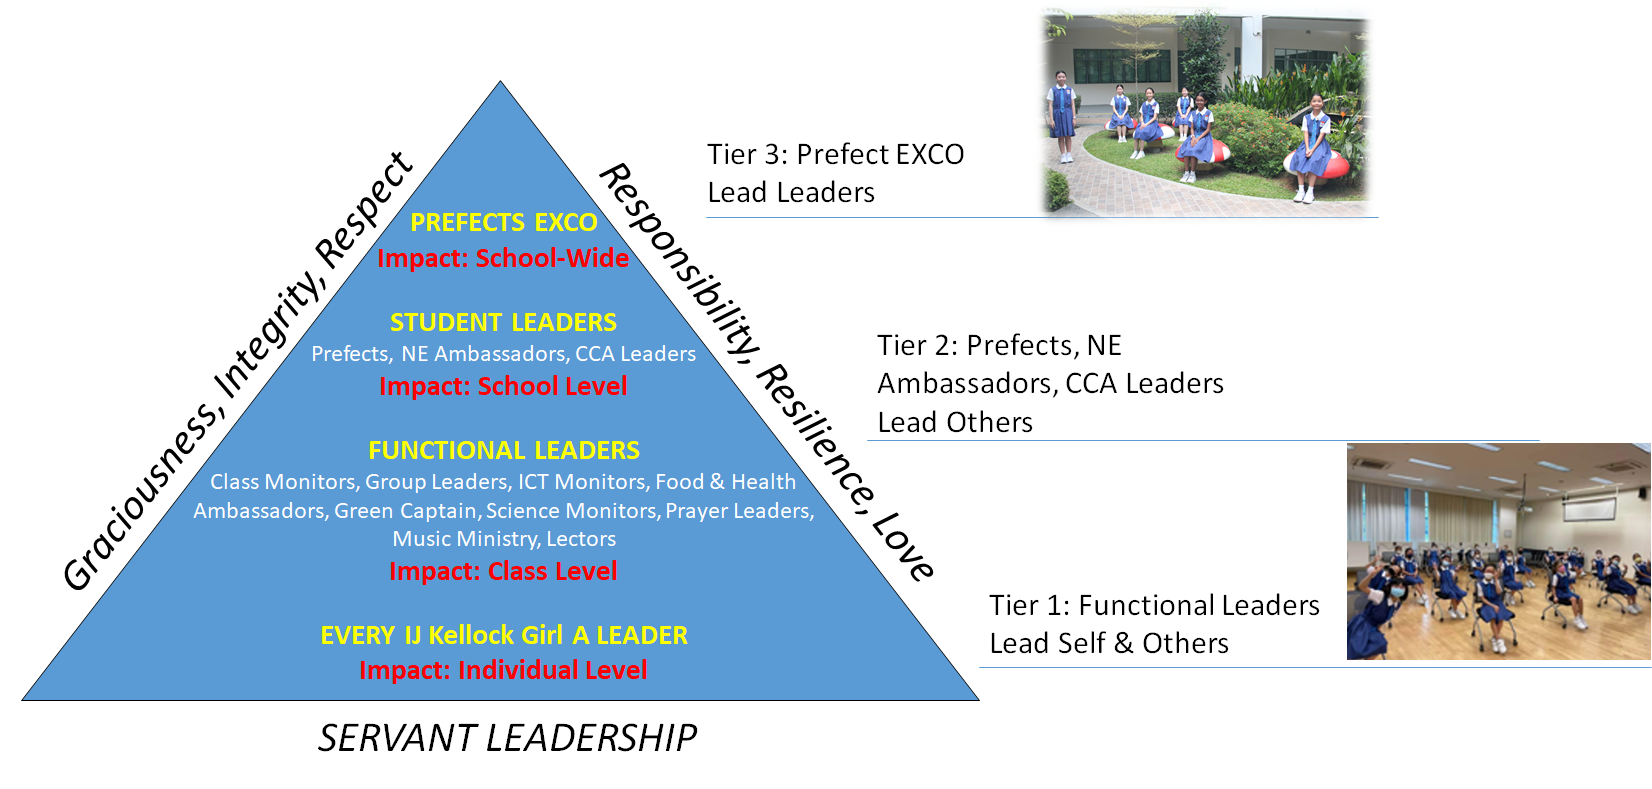 Graciousness, Integrity, Respect
Responsibility, Resilience, Love
PREFECTS EXCO
Impact: School-Wide
STUDENT LEADERS
Prefects, NE Ambassadors, CCA Leaders
Impact: School Level
FUNCTIONAL LEADERS
Class Monitors, Group Leaders, ICT Monitors, Food & Health
Ambassadors, Green Captain, Science Monitors, Prayer Leaders,
Music Ministry, Lectors
Impact: Class Level
EVERY IJ Kellock Girl A LEADER
Impact: Individual Level
SERVANT LEADERSHIP
Tier 3: Prefect EXCO
Lead Leaders
Tier 2: Prefects, NE
Ambassadors, CCA Leaders
Lead Others
Tier 1: Functional Leaders
Lead Self & Others